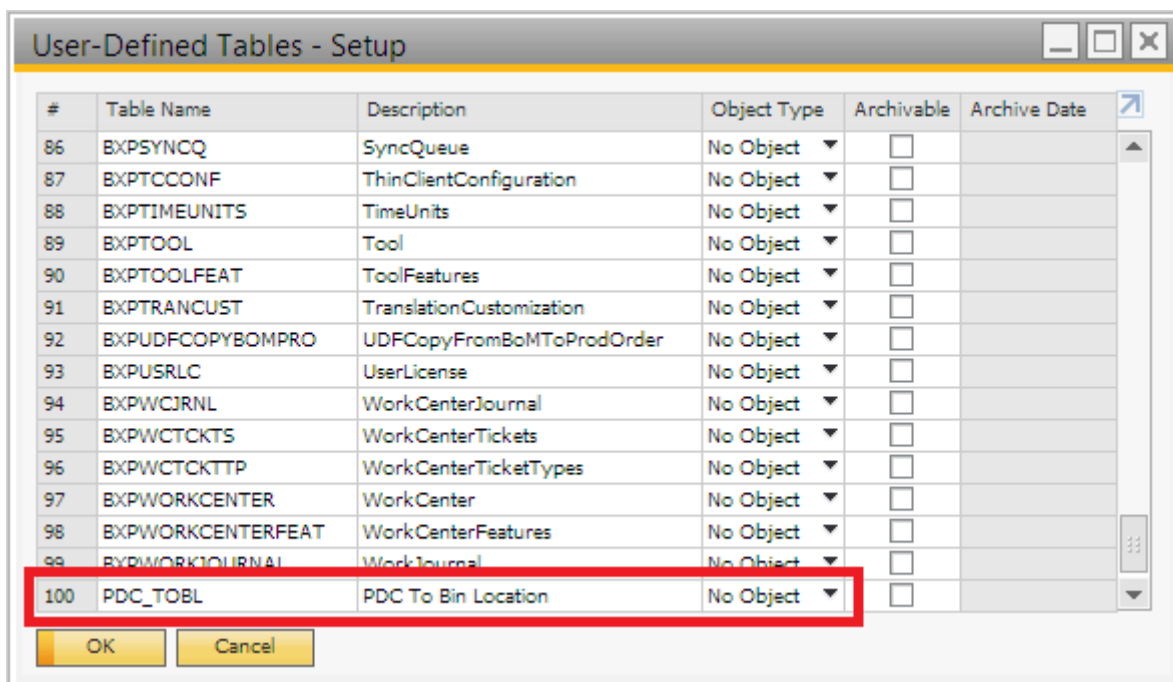 User-Defined Tables - Setup
# Table Name Description Object Type Archivable Archive Date
86 BXPSYNCQ SyncQueue No Object
87 BXPTCCONF ThinClientConfiguration No Object
88 BXPTIMEUNITS TimeUnits No Object
89 BXPTOOL Tool No Object
90 BXPTOOLFEAT ToolFeatures No Object
91 BXPTRANCUST TranslationCustomization No Object
92 BXPUDFCOPYBOMPRO UDFCopyFromBoMToProdOrder No Object
93 BXPUSRLC UserLicense No Object
94 BXPWCJRNL WorkCenterJournal No Object
95 BXPWCTCKTS WorkCenterTickets No Object
96 BXPWCTCKTTP WorkCenterTicketTypes No Object
97 BXPWORKCENTER WorkCenter No Object
98 BXPWORKCENTERFEAT WorkCenterFeatures No Object
99 BXPWORKJOURNAL WorkJournal No Object
100 PDC_TOBL PDC To Bin Location No Object
OK Cancel